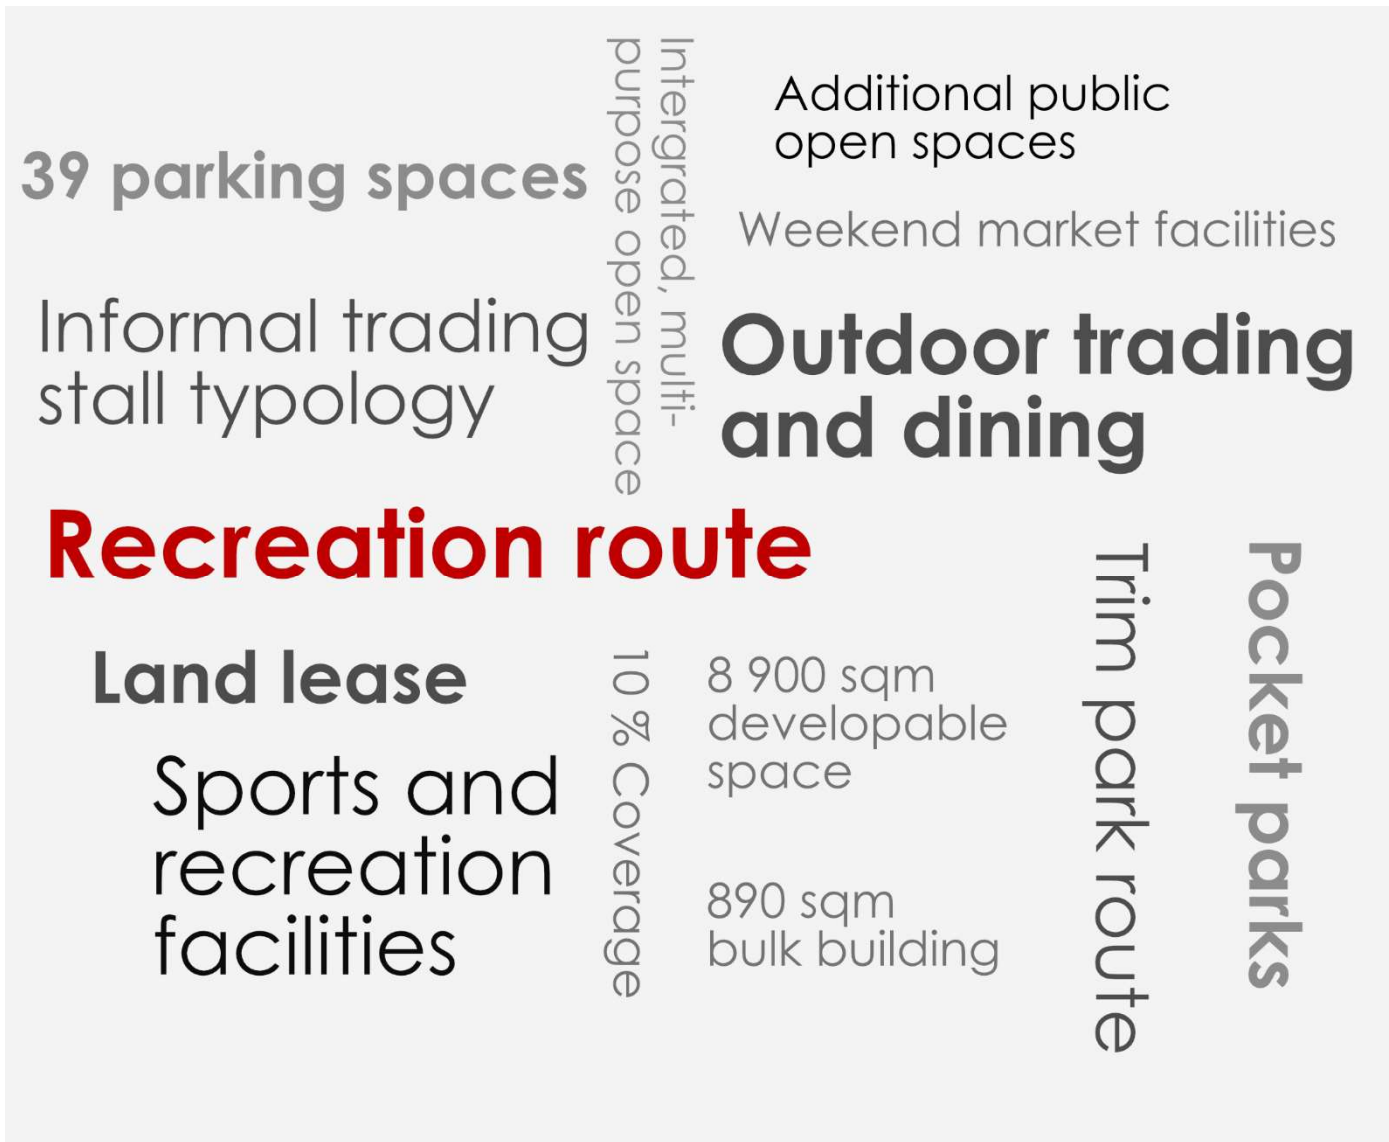 39 parking spaces
Informal trading
stall typology
Intergrated, multi-
purpose open space
Additional public
open spaces
Weekend market facilities
Outdoor trading
and dining
Recreation route
Land lease
Sports and
recreation
facilities
10 % Coverage
8 900 sqm
developable
space
890 sqm
bulk building
Trim park route
Pocket parks